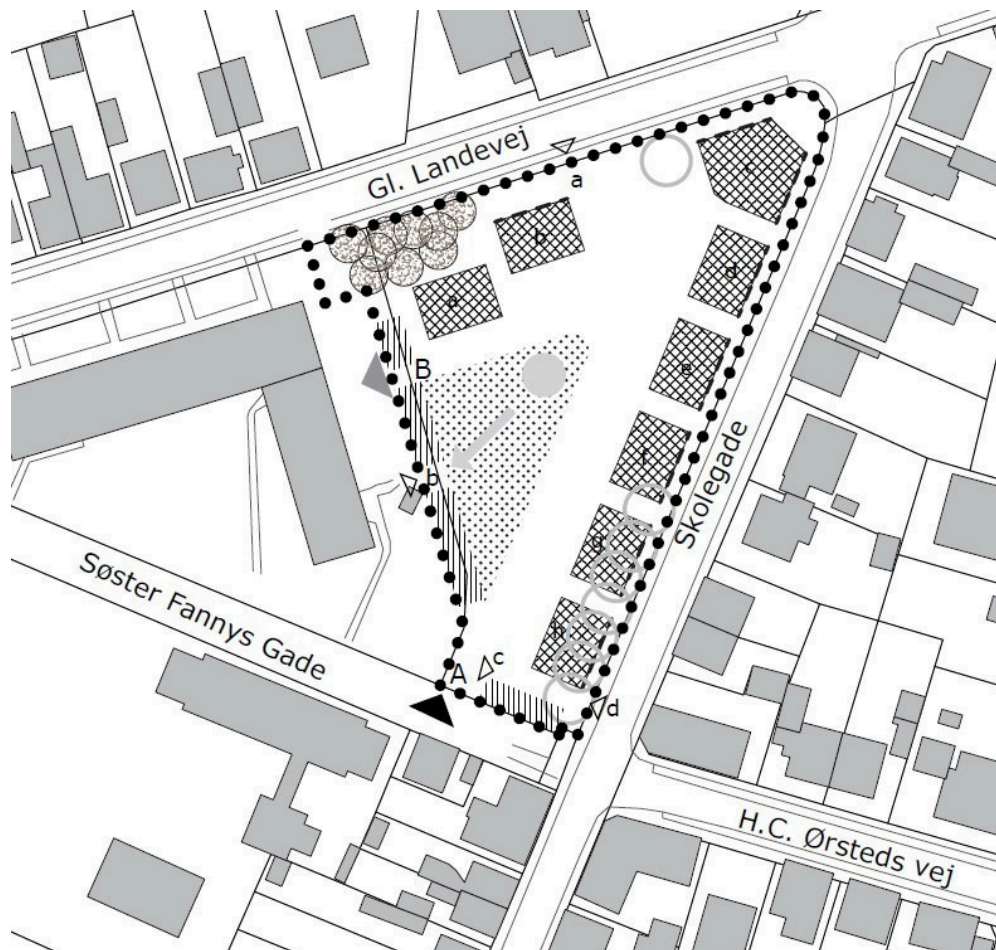 Gl. Landevej
a
c
b
d
a
e
B
f
b
Skolegade
g
Søster Fannys Gade
h
c
A
d
H.C. Ørsteds vej